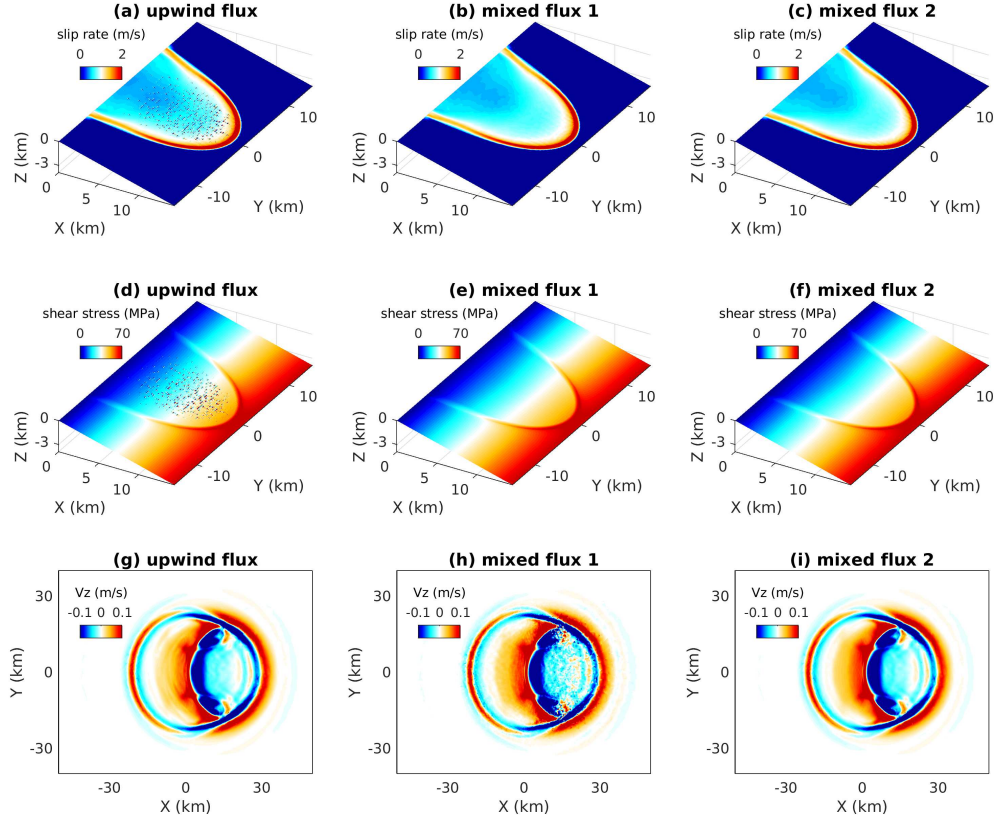 (a) upwind flux
slip rate (m/s)
0 2
Z (km)
0
-3
0
5
10
X (km)
-10
0
10
Y (km)
(b) mixed flux 1
slip rate (m/s)
0 2
Z (km)
0
-3
0
5
10
X (km)
-10
0
10
Y (km)
(c) mixed flux 2
slip rate (m/s)
0 2
Z (km)
0
-3
0
5
10
X (km)
-10
0
10
Y (km)
(d) upwind flux
shear stress (MPa)
0 70
Z (km)
0
-3
0
5
10
X (km)
-10
0
10
Y (km)
(e) mixed flux 1
shear stress (MPa)
0 70
Z (km)
0
-3
0
5
10
X (km)
-10
0
10
Y (km)
(f) mixed flux 2
shear stress (MPa)
0 70
Z (km)
0
-3
0
5
10
X (km)
-10
0
10
Y (km)
(g) upwind flux
Vz (m/s)
-0.1 0 0.1
Y (km)
30
0
-30
-30 0 30
X (km)
(h) mixed flux 1
Vz (m/s)
-0.1 0 0.1
Y (km)
30
0
-30
-30 0 30
X (km)
(i) mixed flux 2
Vz (m/s)
-0.1 0 0.1
Y (km)
30
0
-30
-30 0 30
X (km)